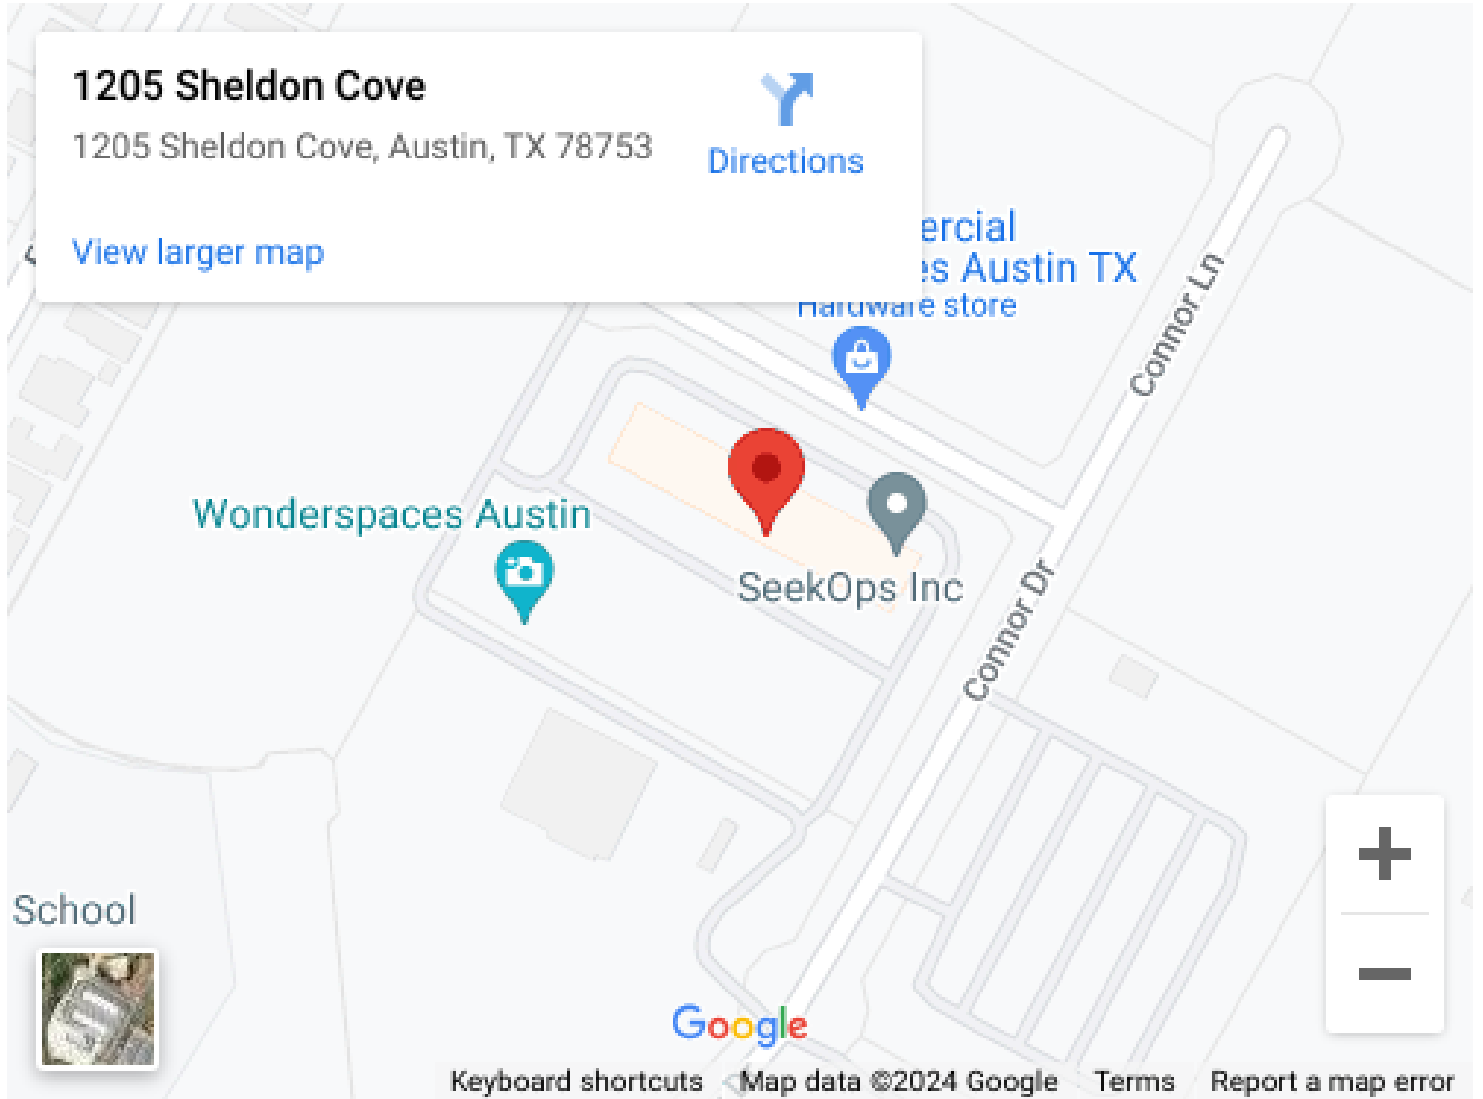 1205 Sheldon Cove
1205 Sheldon Cove, Austin, TX 78753
Directions
View larger map
ercial
es Austin TX
Hardware store
Connor Ln
Wonderspaces Austin
SeekOps Inc
Connor Dr
School
Google
Keyboard shortcuts
Map data ©2024 Google
Terms
Report a map error